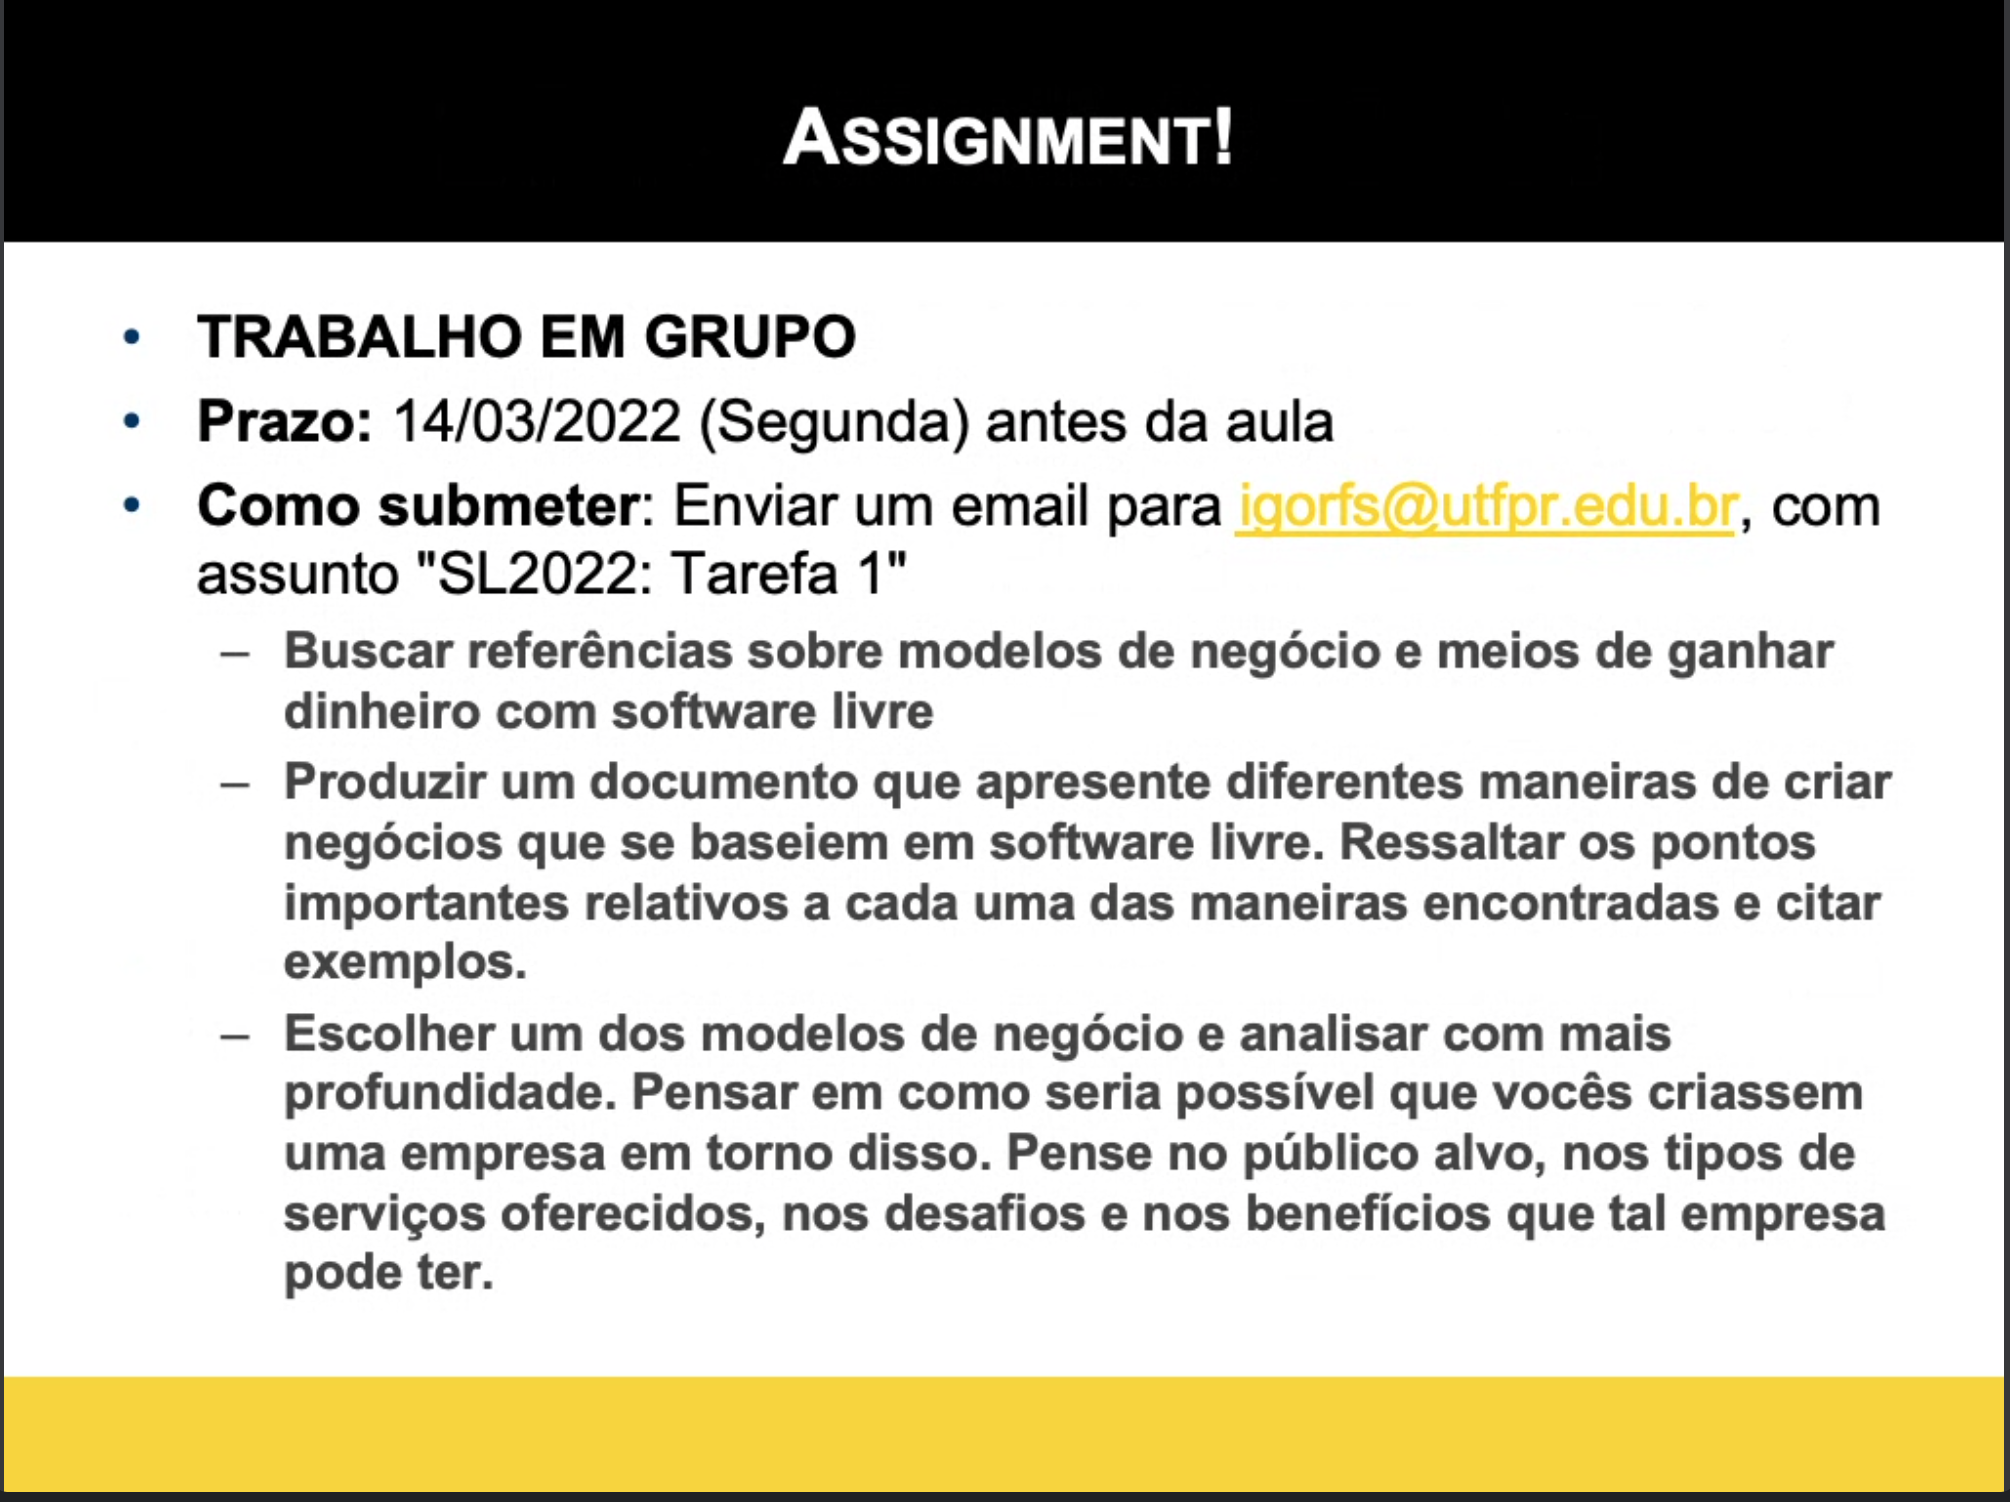 ASSIGNMENT!
• TRABALHO EM GRUPO
• Prazo: 14/03/2022 (Segunda) antes da aula
• Como submeter: Enviar um email para igorfs@utfpr.edu.br, com
assunto "SL2022: Tarefa 1"
– Buscar referências sobre modelos de negócio e meios de ganhar
dinheiro com software livre
– Produzir um documento que apresente diferentes maneiras de criar
negócios que se baseiem em software livre. Ressaltar os pontos
importantes relativos a cada uma das maneiras encontradas e citar
exemplos.
– Escolher um dos modelos de negócio e analisar com mais
profundidade. Pensar em como seria possível que vocês criassem
uma empresa em torno disso. Pense no público alvo, nos tipos de
serviços oferecidos, nos desafios e nos benefícios que tal empresa
pode ter.